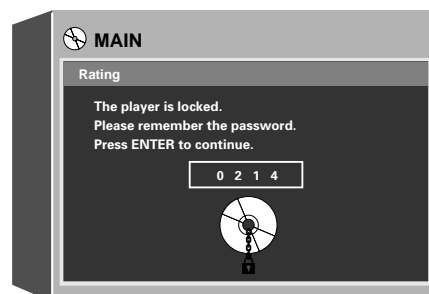 MAIN
Rating
The player is locked.
Please remember the password.
Press ENTER to continue.
0 2 1 4